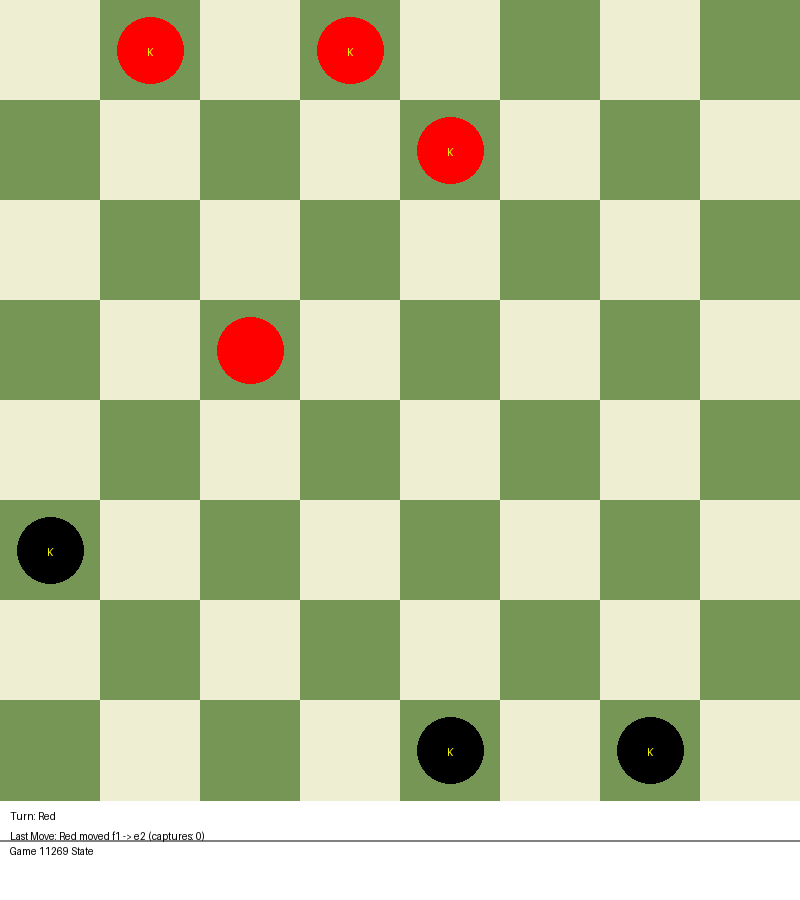 K K
K
K
K K
Turn: Red
Last Move: Red moved f1 -> e2 (captures: 0)
Game 11269 State